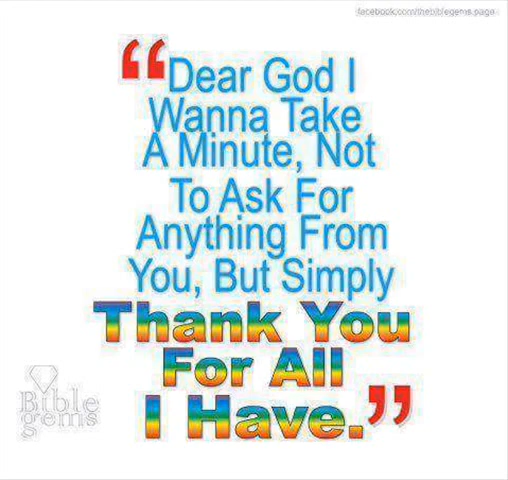 facebook.com/thebiblegems.page
“Dear God I
Wanna Take
A Minute, Not
To Ask For
Anything From
You, But Simply
Thank You
For All
I Have.”
Bible
gems